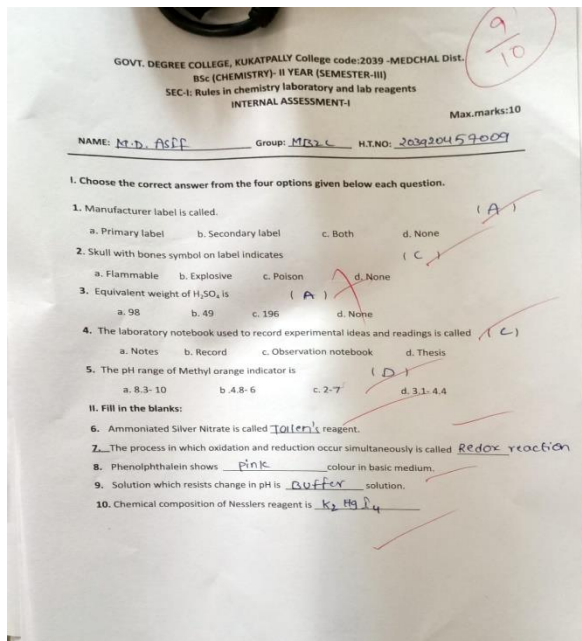 9
10
GOVT. DEGREE COLLEGE, KUKATPALLY College code:2039 -MEDCHAL Dist.
BSc (CHEMISTRY)- II YEAR (SEMESTER-III)
SEC-I: Rules in chemistry laboratory and lab reagents
INTERNAL ASSESSMENT-I
Max.marks:10
NAME: M.D. Asff Group: MBZC H.T.NO: 203920459009
I. Choose the correct answer from the four options given below each question.
1. Manufacturer label is called. (A)
a. Primary label b. Secondary label c. Both d. None
2. Skull with bones symbol on label indicates (C)
a. Flammable b. Explosive c. Poison d. None
3. Equivalent weight of H₂SO₄ is (A)
a. 98 b. 49 c. 196 d. None
4. The laboratory notebook used to record experimental ideas and readings is called (C)
a. Notes b. Record c. Observation notebook d. Thesis
5. The pH range of Methyl orange indicator is (D)
a. 8.3- 10 b .4.8- 6 c. 2-7 d. 3.1- 4.4
II. Fill in the blanks:
6. Ammoniated Silver Nitrate is called Tollen's reagent.
7. The process in which oxidation and reduction occur simultaneously is called Redox reaction
8. Phenolphthalein shows pink colour in basic medium.
9. Solution which resists change in pH is Buffer solution.
10. Chemical composition of Nesslers reagent is K₂HgI₄